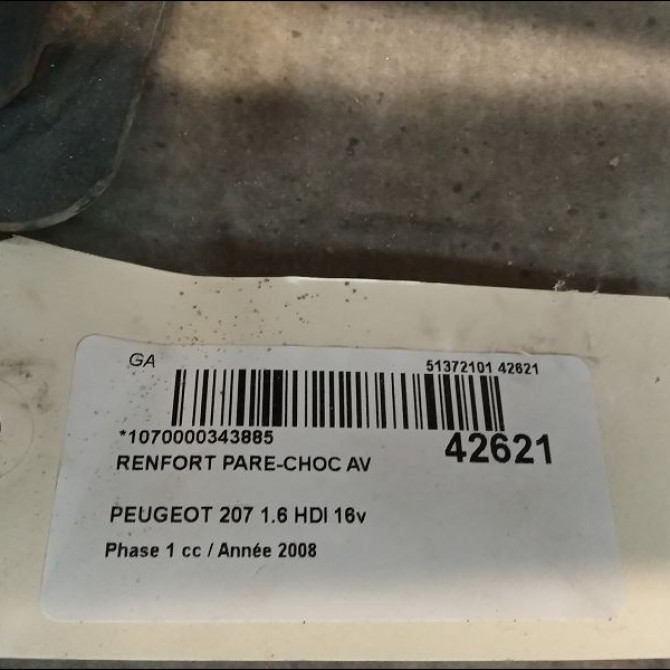 GA
51372101 42621
*1070000343885
42621
RENFORT PARE-CHOC AV
PEUGEOT 207 1.6 HDI 16v
Phase 1 cc / Année 2008